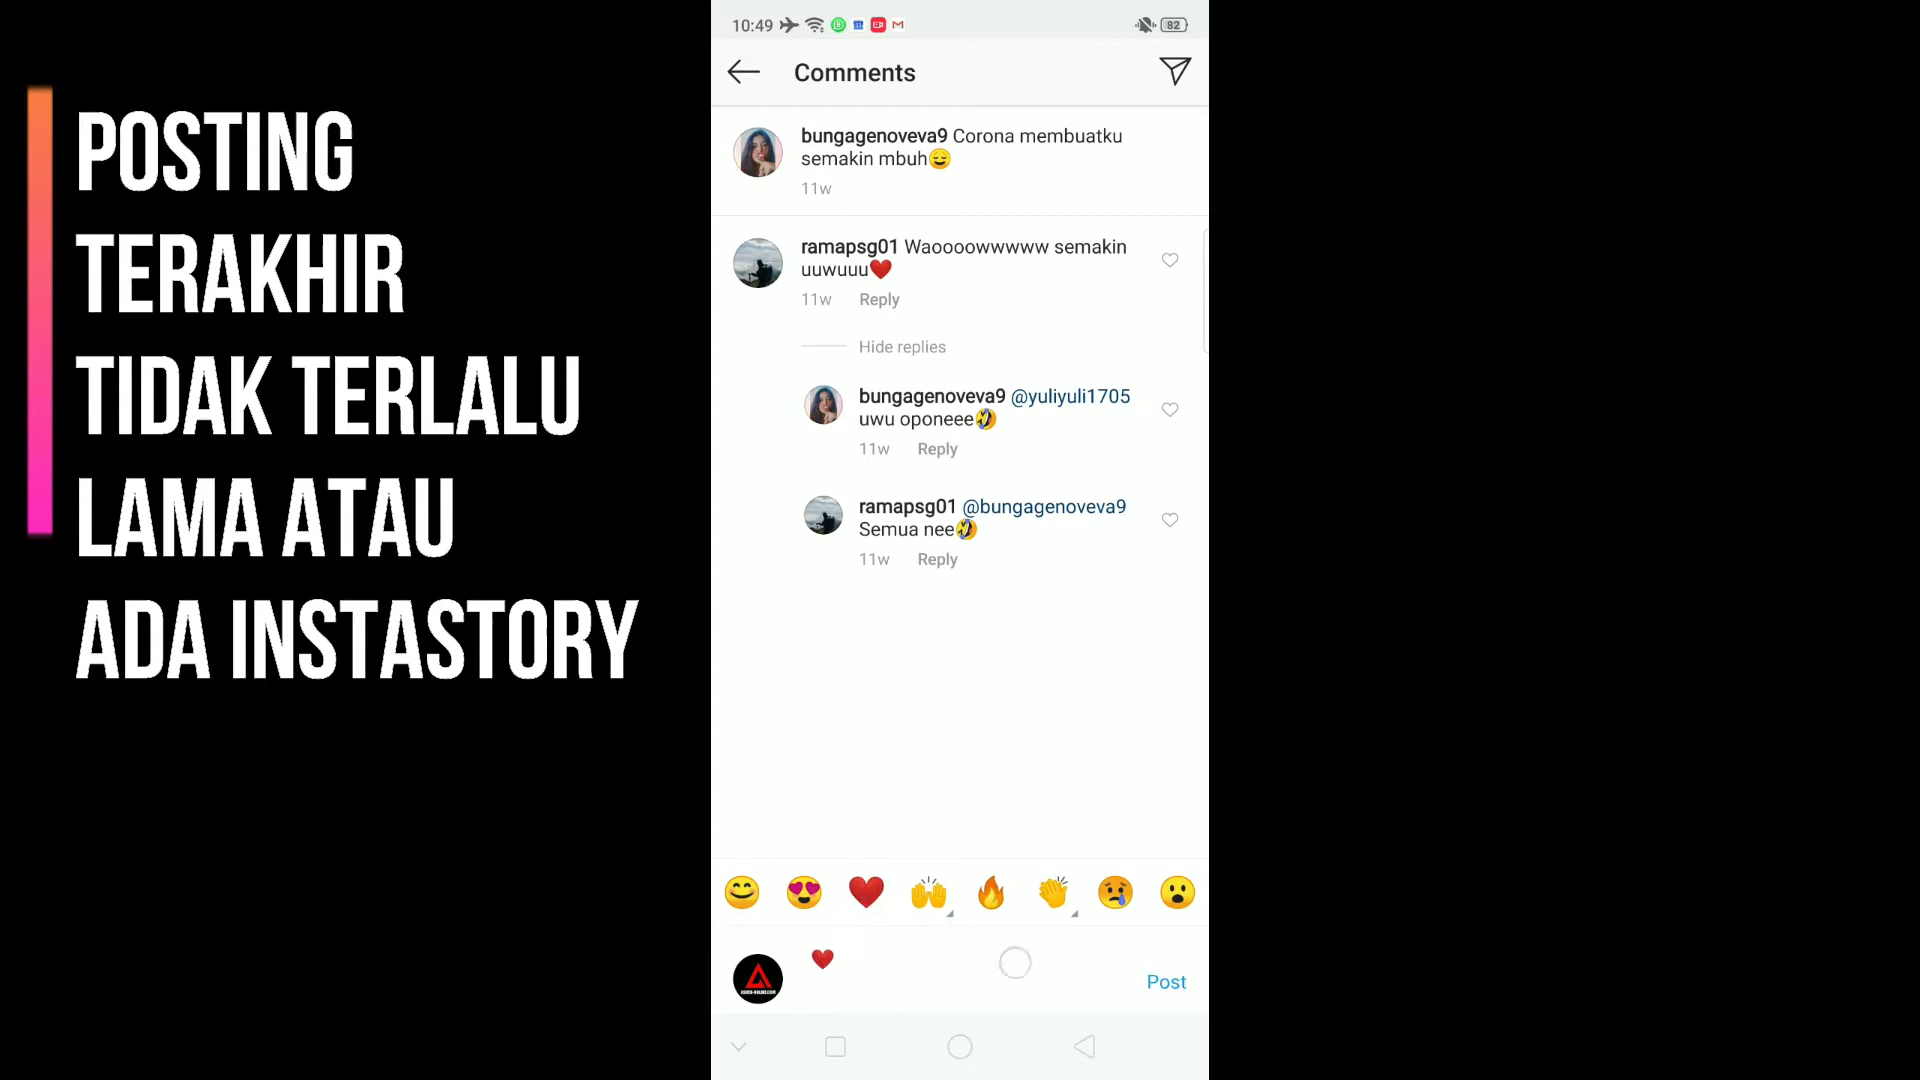 POSTING
TERAKHIR
TIDAK TERLALU
LAMA ATAU
ADA INSTASTORY
10:49
82
Comments
bungagenoveva9 Corona membuatku
semakin mbuh😌
11w
ramapsg01 Waoooowwwww semakin
uuwuuu❤️
11w Reply
Hide replies
bungagenoveva9 @yuliyuli1705
uwu oponeee🤣
11w Reply
ramapsg01 @bungagenoveva9
Semua nee🤣
11w Reply
😊 😍 ❤️ 🙌 🔥 👏 😢 😮
❤️
Post